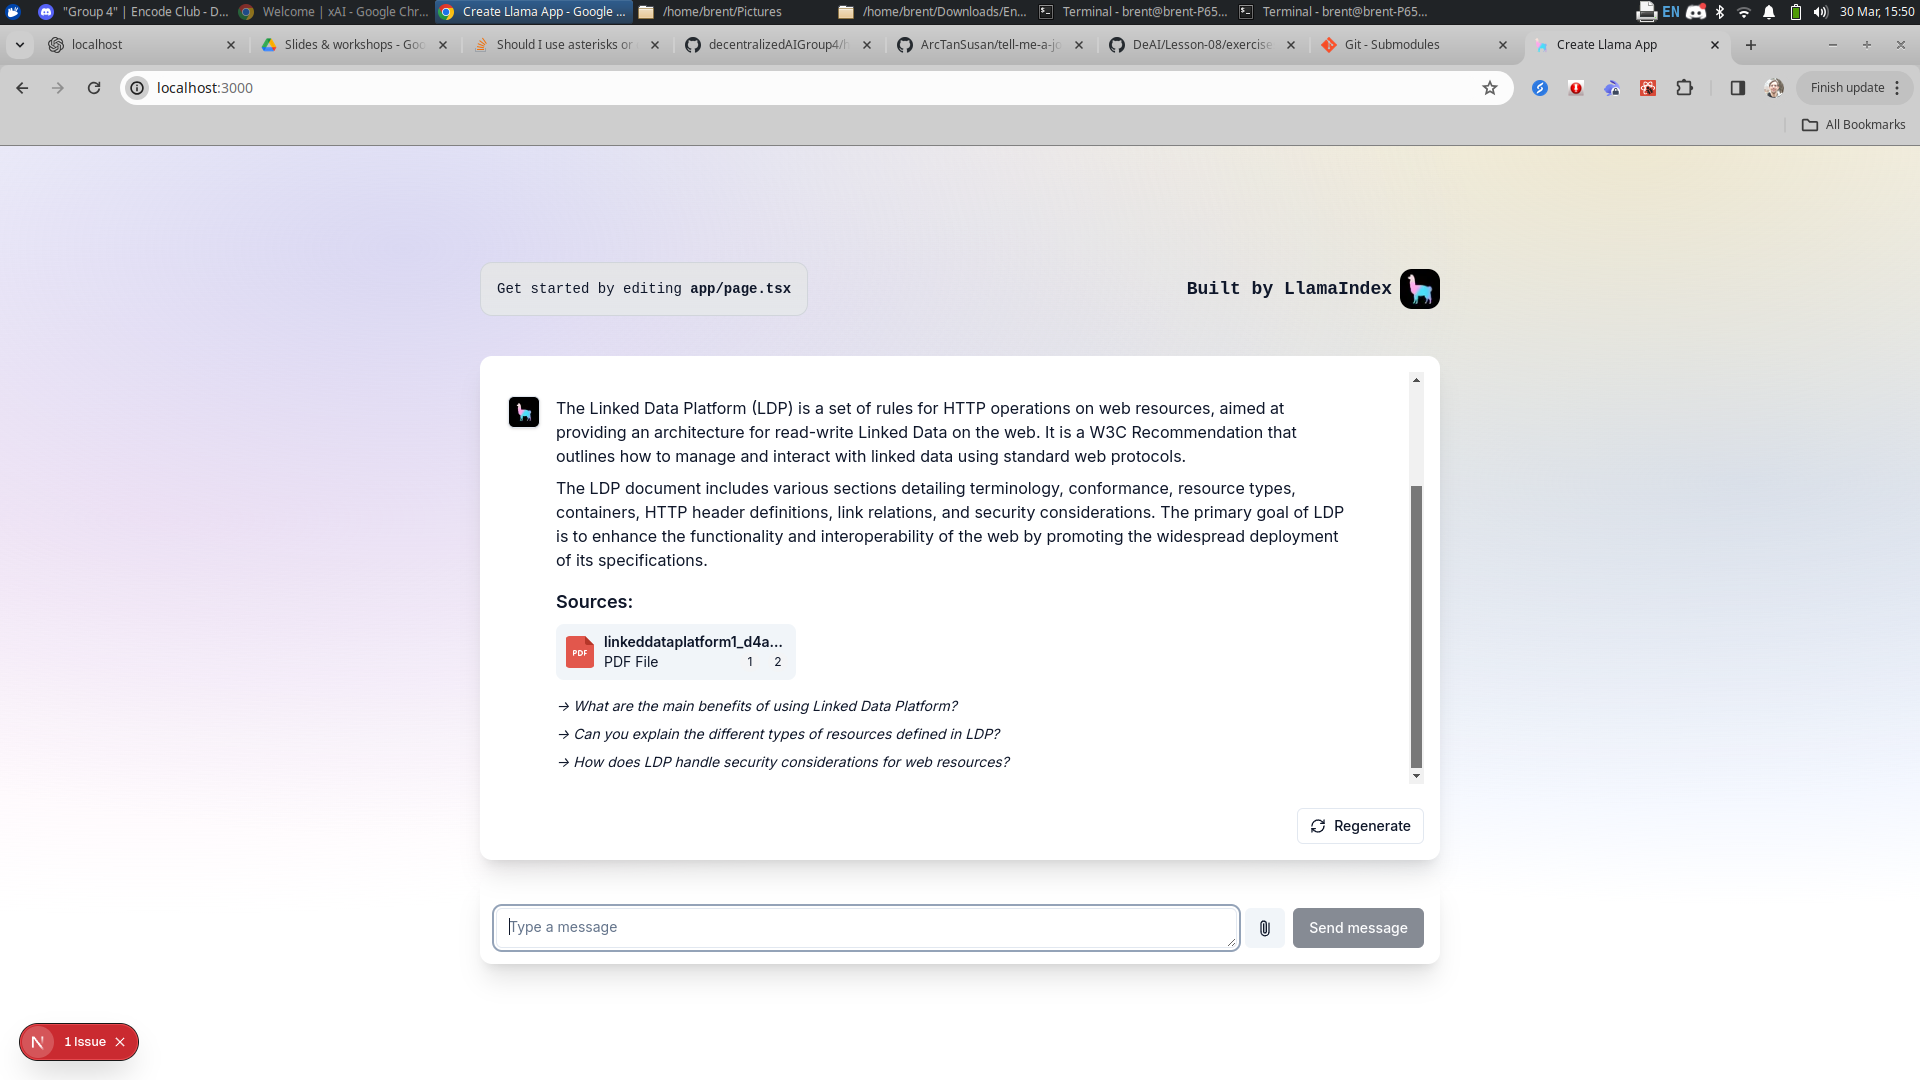 "Group 4" | Encode Club - D...
Welcome | xAI - Google Chr...
Create Llama App - Google ...
/home/brent/Pictures
/home/brent/Downloads/En...
Terminal - brent@brent-P65...
Terminal - brent@brent-P65...
EN
30 Mar, 15:50
localhost
Slides & workshops - Goo
Should I use asterisks or
decentralizedAIGroup4/h
ArcTanSusan/tell-me-a-jo
DeAI/Lesson-08/exercise
Git - Submodules
Create Llama App
localhost:3000
Finish update
All Bookmarks
Get started by editing app/page.tsx
Built by LlamaIndex
The Linked Data Platform (LDP) is a set of rules for HTTP operations on web resources, aimed at
providing an architecture for read-write Linked Data on the web. It is a W3C Recommendation that
outlines how to manage and interact with linked data using standard web protocols.
The LDP document includes various sections detailing terminology, conformance, resource types,
containers, HTTP header definitions, link relations, and security considerations. The primary goal of LDP
is to enhance the functionality and interoperability of the web by promoting the widespread deployment
of its specifications.
Sources:
linkeddataplatform1_d4a...
PDF
PDF File 1 2
→ What are the main benefits of using Linked Data Platform?
→ Can you explain the different types of resources defined in LDP?
→ How does LDP handle security considerations for web resources?
Regenerate
Type a message
Send message
N 1 Issue